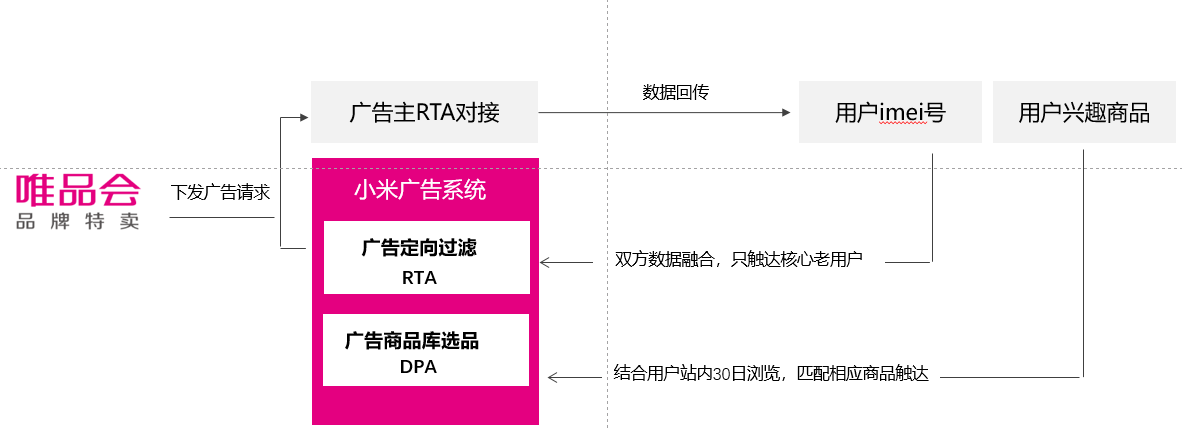 数据回传
广告主RTA对接
用户imei号
用户兴趣商品
唯品会
品牌特卖
下发广告请求
小米广告系统
广告定向过滤
RTA
双方数据融合，只触达核心老用户
广告商品库选品
DPA
结合用户站内30日浏览，匹配相应商品触达